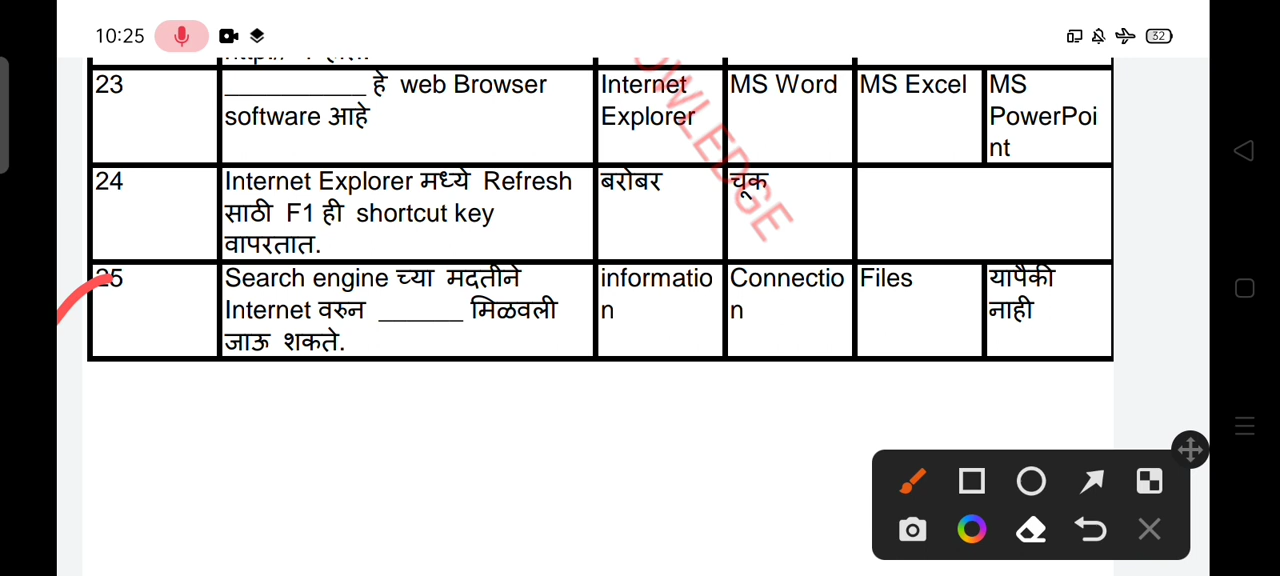 10:25
32
23
__________ हे web Browser
software आहे
Internet
Explorer
MS Word
MS Excel
MS
PowerPoi
nt
24
Internet Explorer मध्ये Refresh
साठी F1 ही shortcut key
वापरतात.
बरोबर
चूक
25
Search engine च्या मदतीने
Internet वरुन ______ मिळवली
जाऊ शकते.
informatio
n
Connectio
n
Files
यापैकी
नाही
OWLEDGE